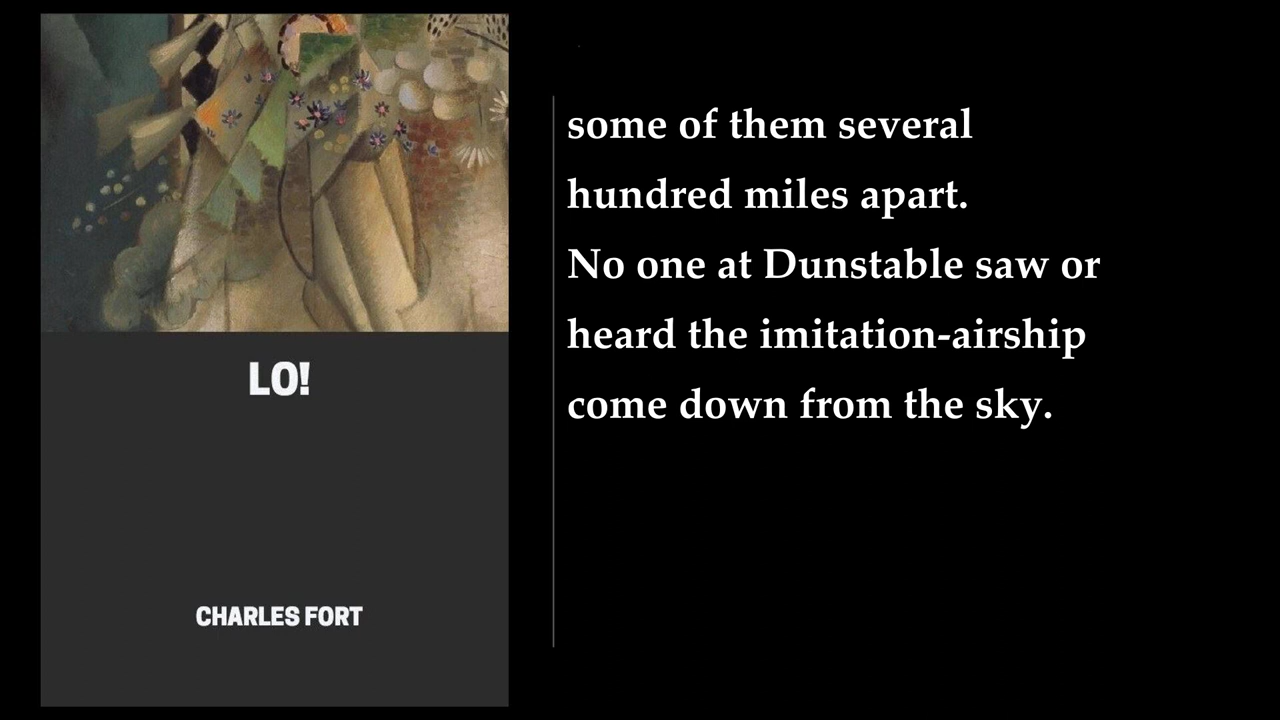 LO!
CHARLES FORT
some of them several
hundred miles apart.
No one at Dunstable saw or
heard the imitation-airship
come down from the sky.